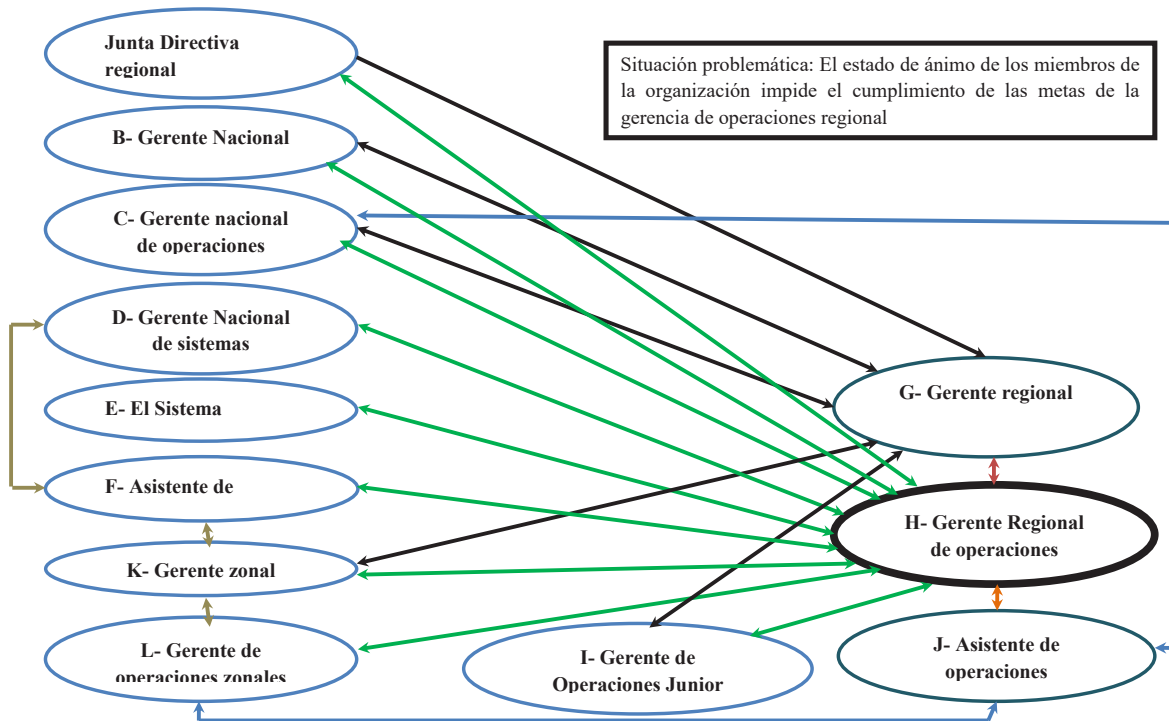 Junta Directiva
regional
Situación problemática: El estado de ánimo de los miembros de
la organización impide el cumplimiento de las metas de la
gerencia de operaciones regional
B- Gerente Nacional
C- Gerente nacional
de operaciones
D- Gerente Nacional
de sistemas
E- El Sistema
G- Gerente regional
F- Asistente de
H- Gerente Regional
de operaciones
K- Gerente zonal
L- Gerente de
operaciones zonales
I- Gerente de
Operaciones Junior
J- Asistente de
operaciones